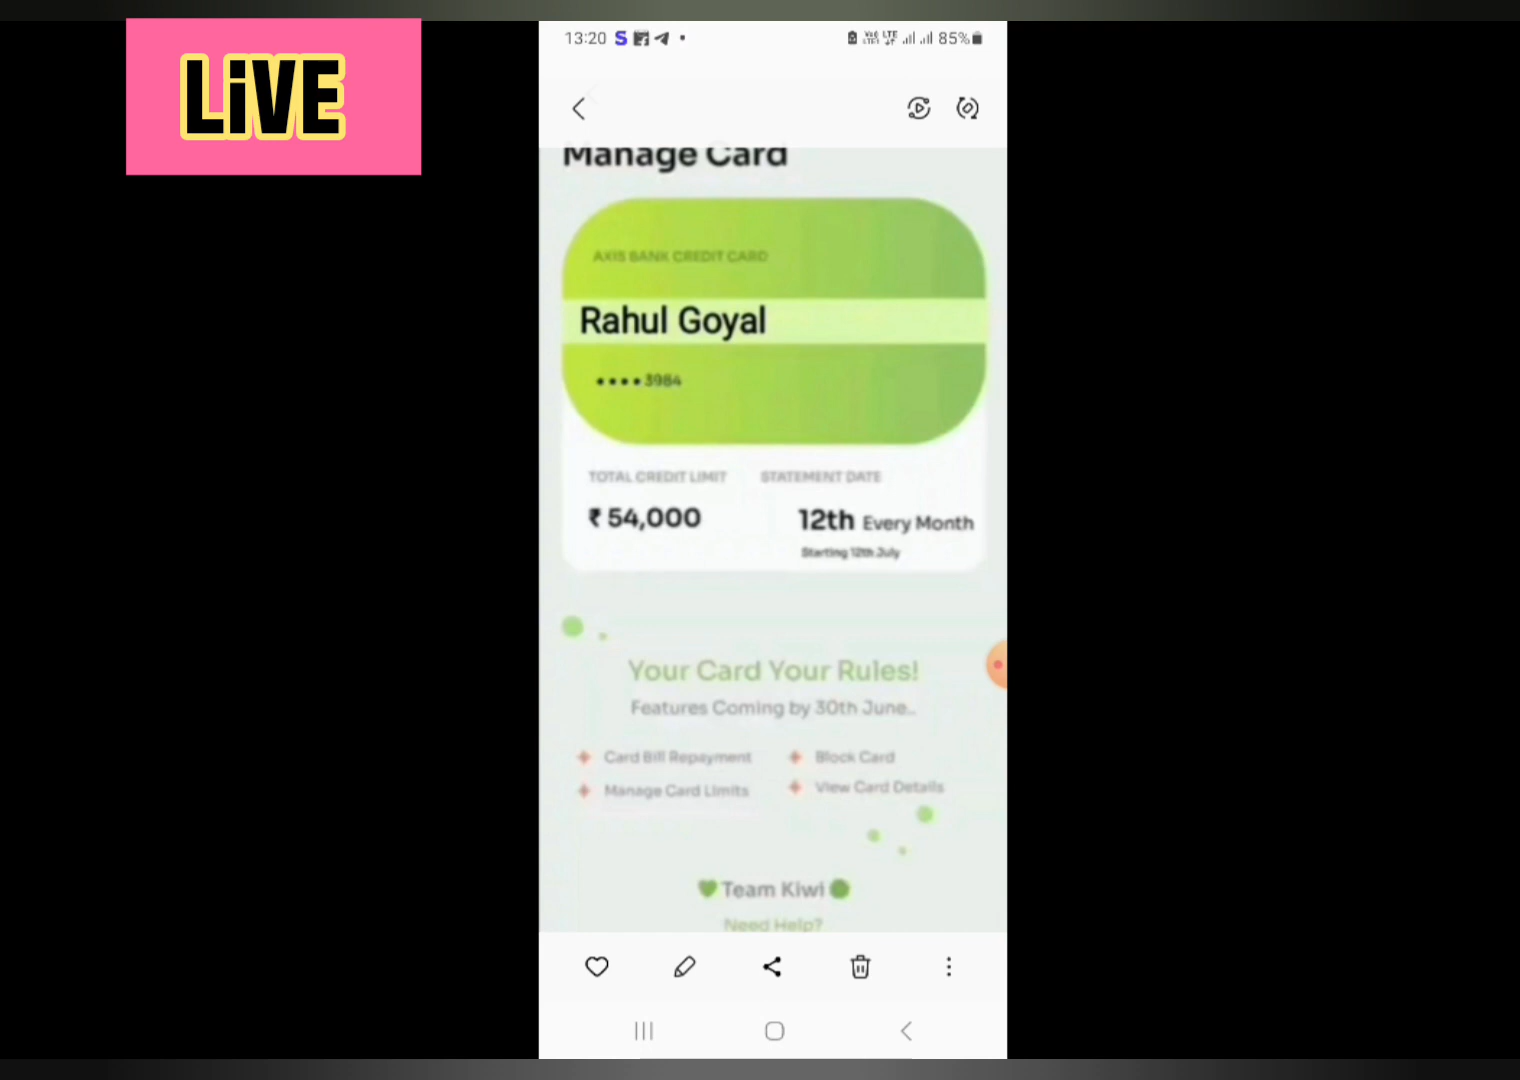 LiVE
13:20
85%
Manage Card
AXIS BANK CREDIT CARD
Rahul Goyal
••••3984
TOTAL CREDIT LIMIT STATEMENT DATE
₹ 54,000 12th Every Month
Starting 12th July
Your Card Your Rules!
Features Coming by 30th June..
Card Bill Repayment Block Card
Manage Card Limits View Card Details
Team Kiwi
Need Help?